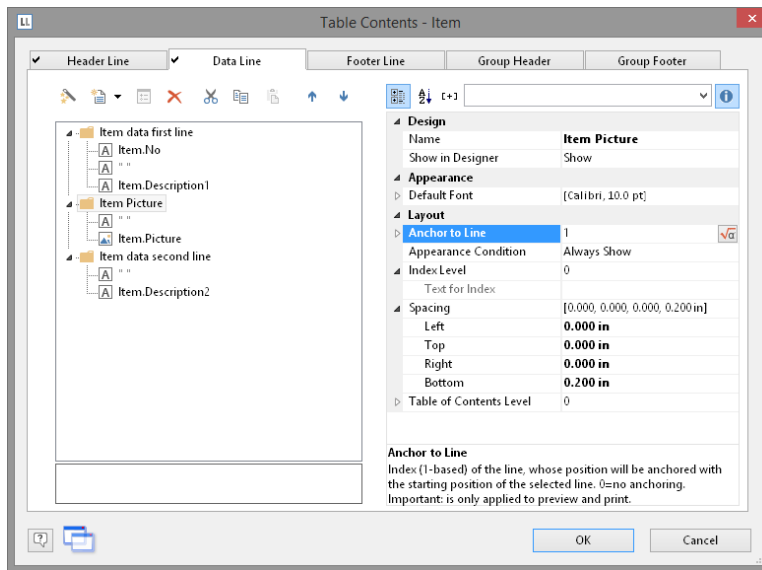 LL Table Contents - Item
Header Line Data Line Footer Line Group Header Group Footer
[+]
Item data first line
A Item.No
A " "
A Item.Description1
Item Picture
A " "
Item.Picture
Item data second line
A " "
A Item.Description2
Design
Name Item Picture
Show in Designer Show
Appearance
Default Font [Calibri, 10.0 pt]
Layout
Anchor to Line 1
Appearance Condition Always Show
Index Level 0
Text for Index
Spacing [0.000, 0.000, 0.000, 0.200 in]
Left 0.000 in
Top 0.000 in
Right 0.000 in
Bottom 0.200 in
Table of Contents Level 0
Anchor to Line
Index (1-based) of the line, whose position will be anchored with
the starting position of the selected line. 0=no anchoring.
Important: is only applied to preview and print.
OK Cancel